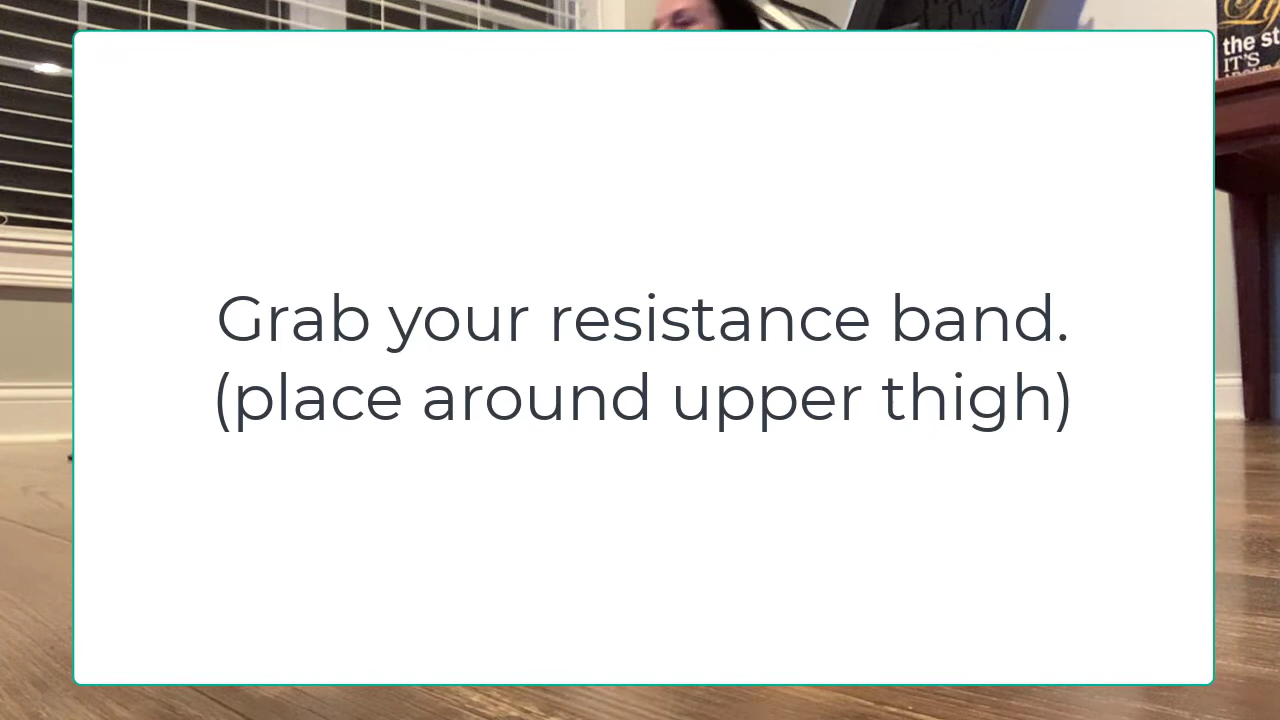 the st
IT'S
Grab your resistance band.
(place around upper thigh)